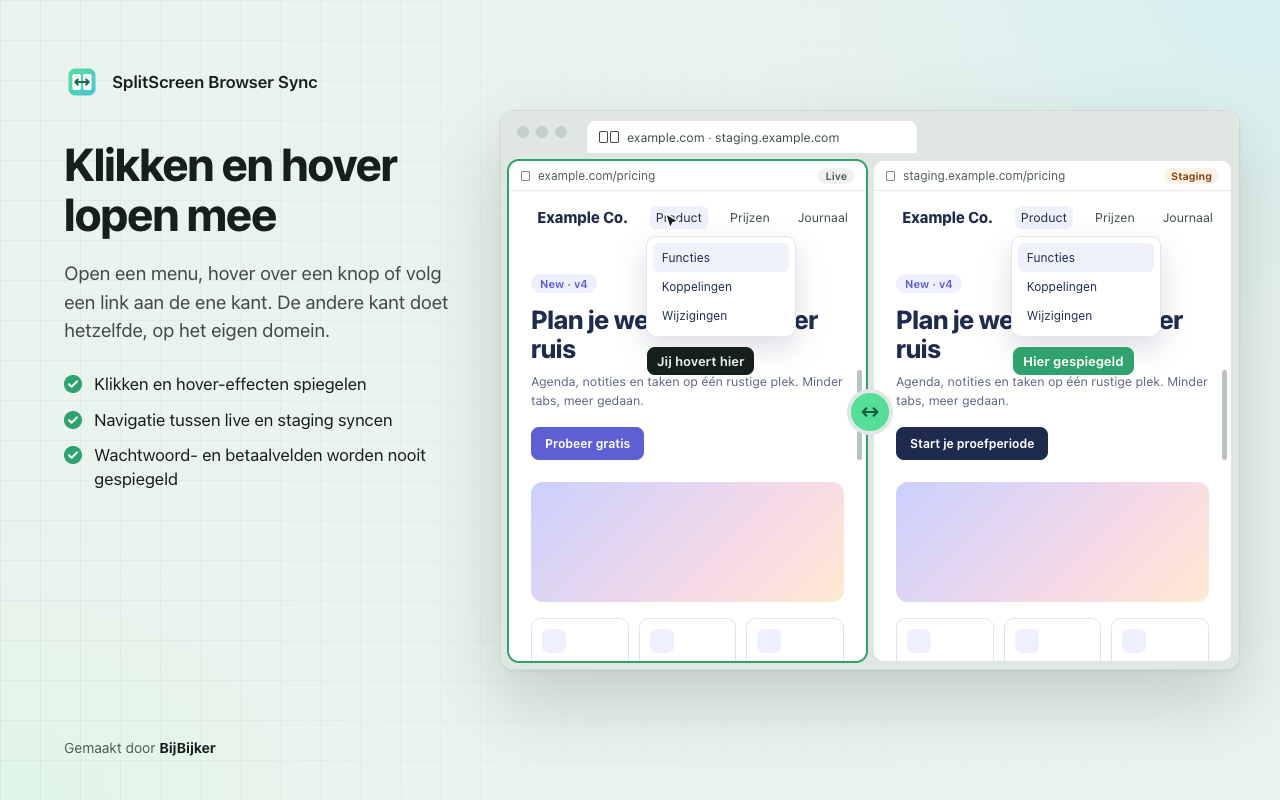 SplitScreen Browser Sync
Klikken en hover
lopen mee
Open een menu, hover over een knop of volg
een link aan de ene kant. De andere kant doet
hetzelfde, op het eigen domein.
Klikken en hover-effecten spiegelen
Navigatie tussen live en staging syncen
Wachtwoord- en betaalvelden worden nooit
gespiegeld
Gemaakt door BijBijker
example.com · staging.example.com
example.com/pricing
Live
Example Co.
Product
Prijzen
Journaal
Functies
Koppelingen
Wijzigingen
New · v4
Plan je we
er
ruis
Jij hovert hier
Agenda, notities en taken op één rustige plek. Minder
tabs, meer gedaan.
Probeer gratis
staging.example.com/pricing
Staging
Example Co.
Product
Prijzen
Journaal
Functies
Koppelingen
Wijzigingen
New · v4
Plan je we
er
ruis
Hier gespiegeld
Agenda, notities en taken op één rustige plek. Minder
tabs, meer gedaan.
Start je proefperiode